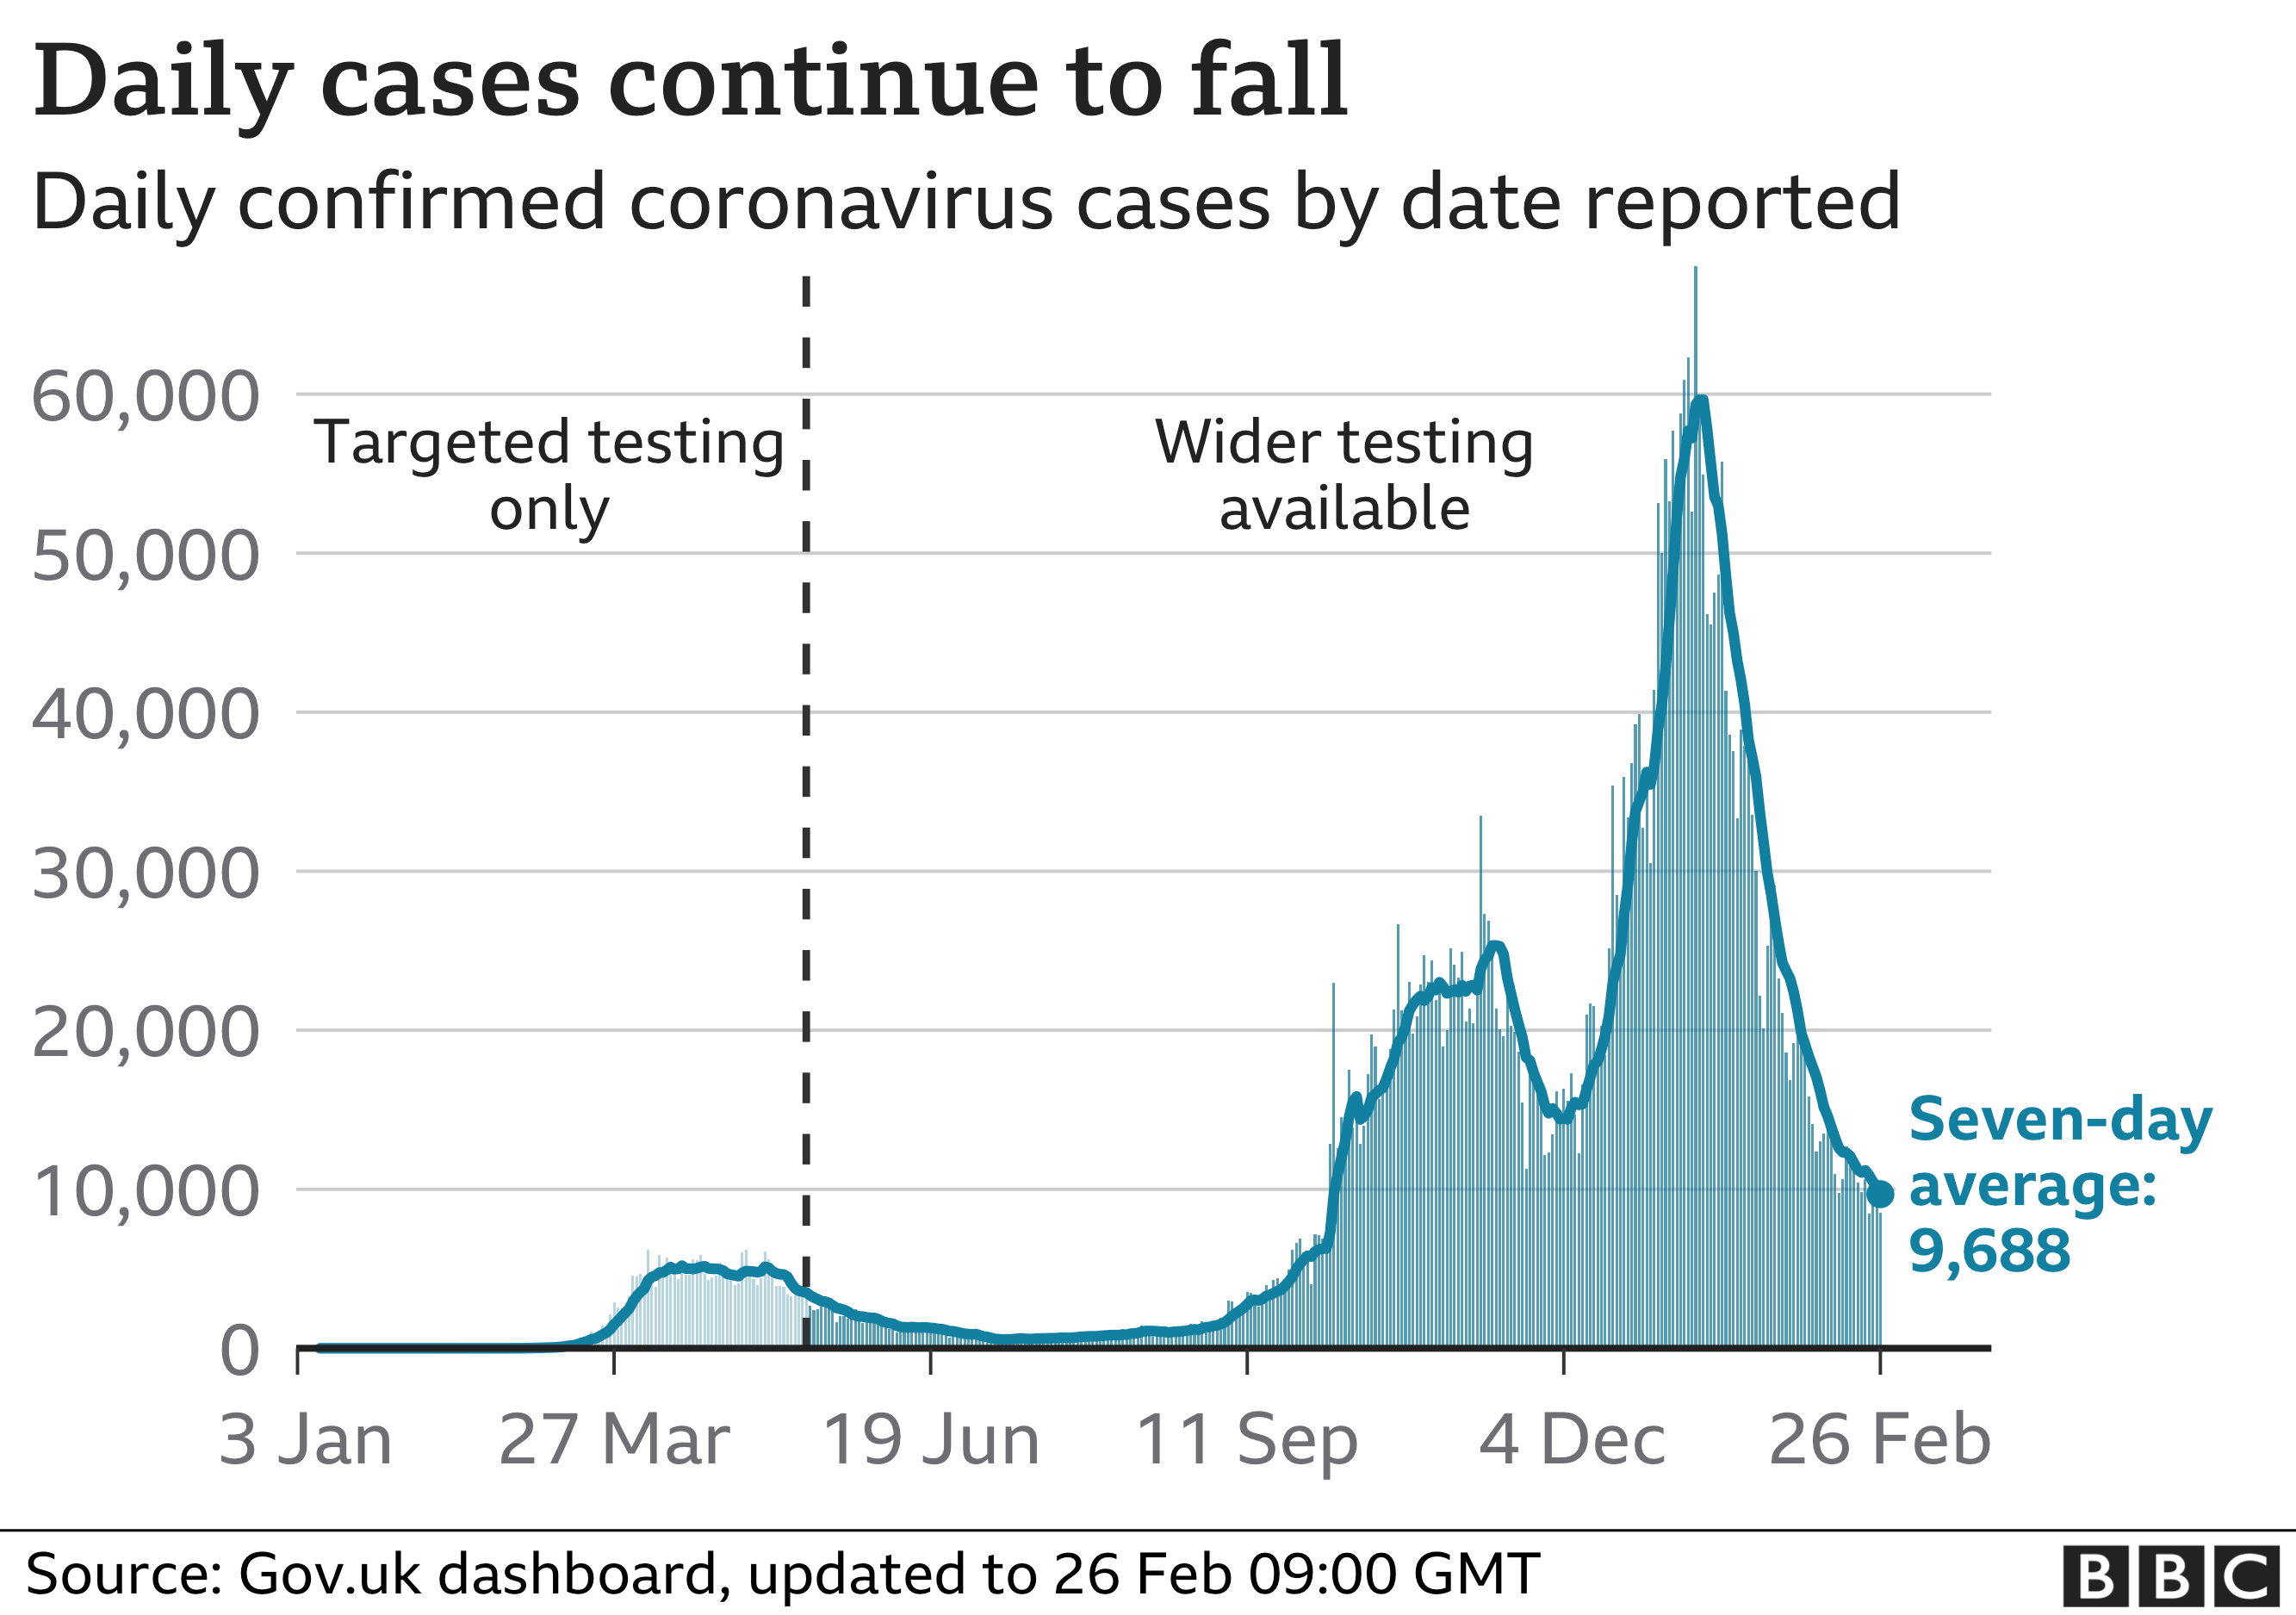 Daily cases continue to fall
Daily confirmed coronavirus cases by date reported
60,000
50,000
40,000
30,000
20,000
10,000
0
Targeted testing
only
Wider testing
available
Seven-day
average:
9,688
3 Jan
27 Mar
19 Jun
11 Sep
4 Dec
26 Feb
Source: Gov.uk dashboard, updated to 26 Feb 09:00 GMT
BBC